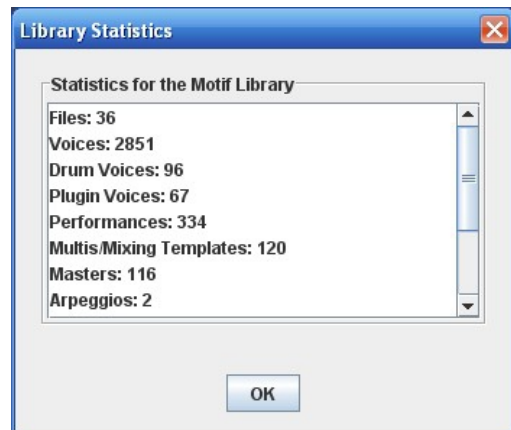 Library Statistics
Statistics for the Motif Library
Files: 36
Voices: 2851
Drum Voices: 96
Plugin Voices: 67
Performances: 334
Multis/Mixing Templates: 120
Masters: 116
Arpeggios: 2
OK